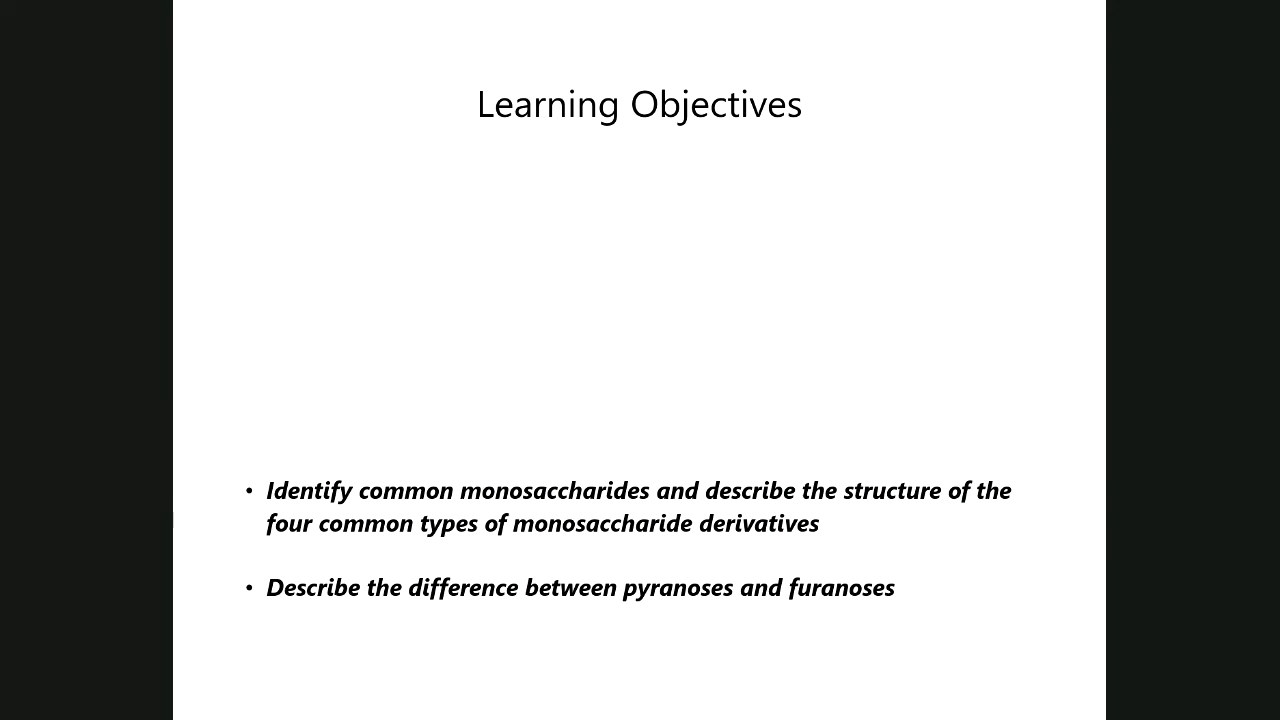 Learning Objectives
• Identify common monosaccharides and describe the structure of the
four common types of monosaccharide derivatives
• Describe the difference between pyranoses and furanoses